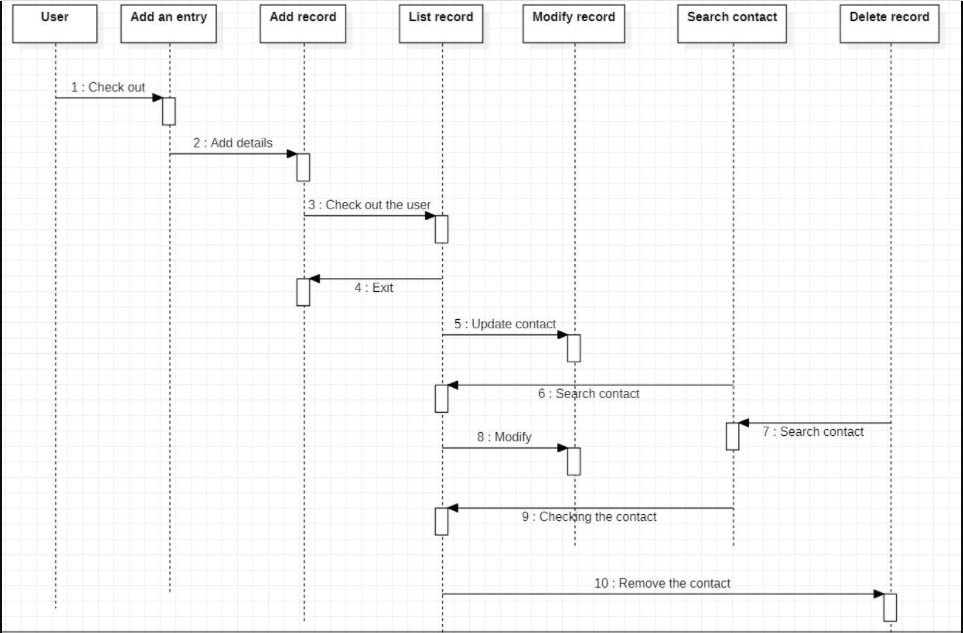 User
Add an entry
Add record
List record
Modify record
Search contact
Delete record
1 : Check out
2 : Add details
3 : Check out the user
4 : Exit
5 : Update contact
6 : Search contact
7 : Search contact
8 : Modify
9 : Checking the contact
10 : Remove the contact